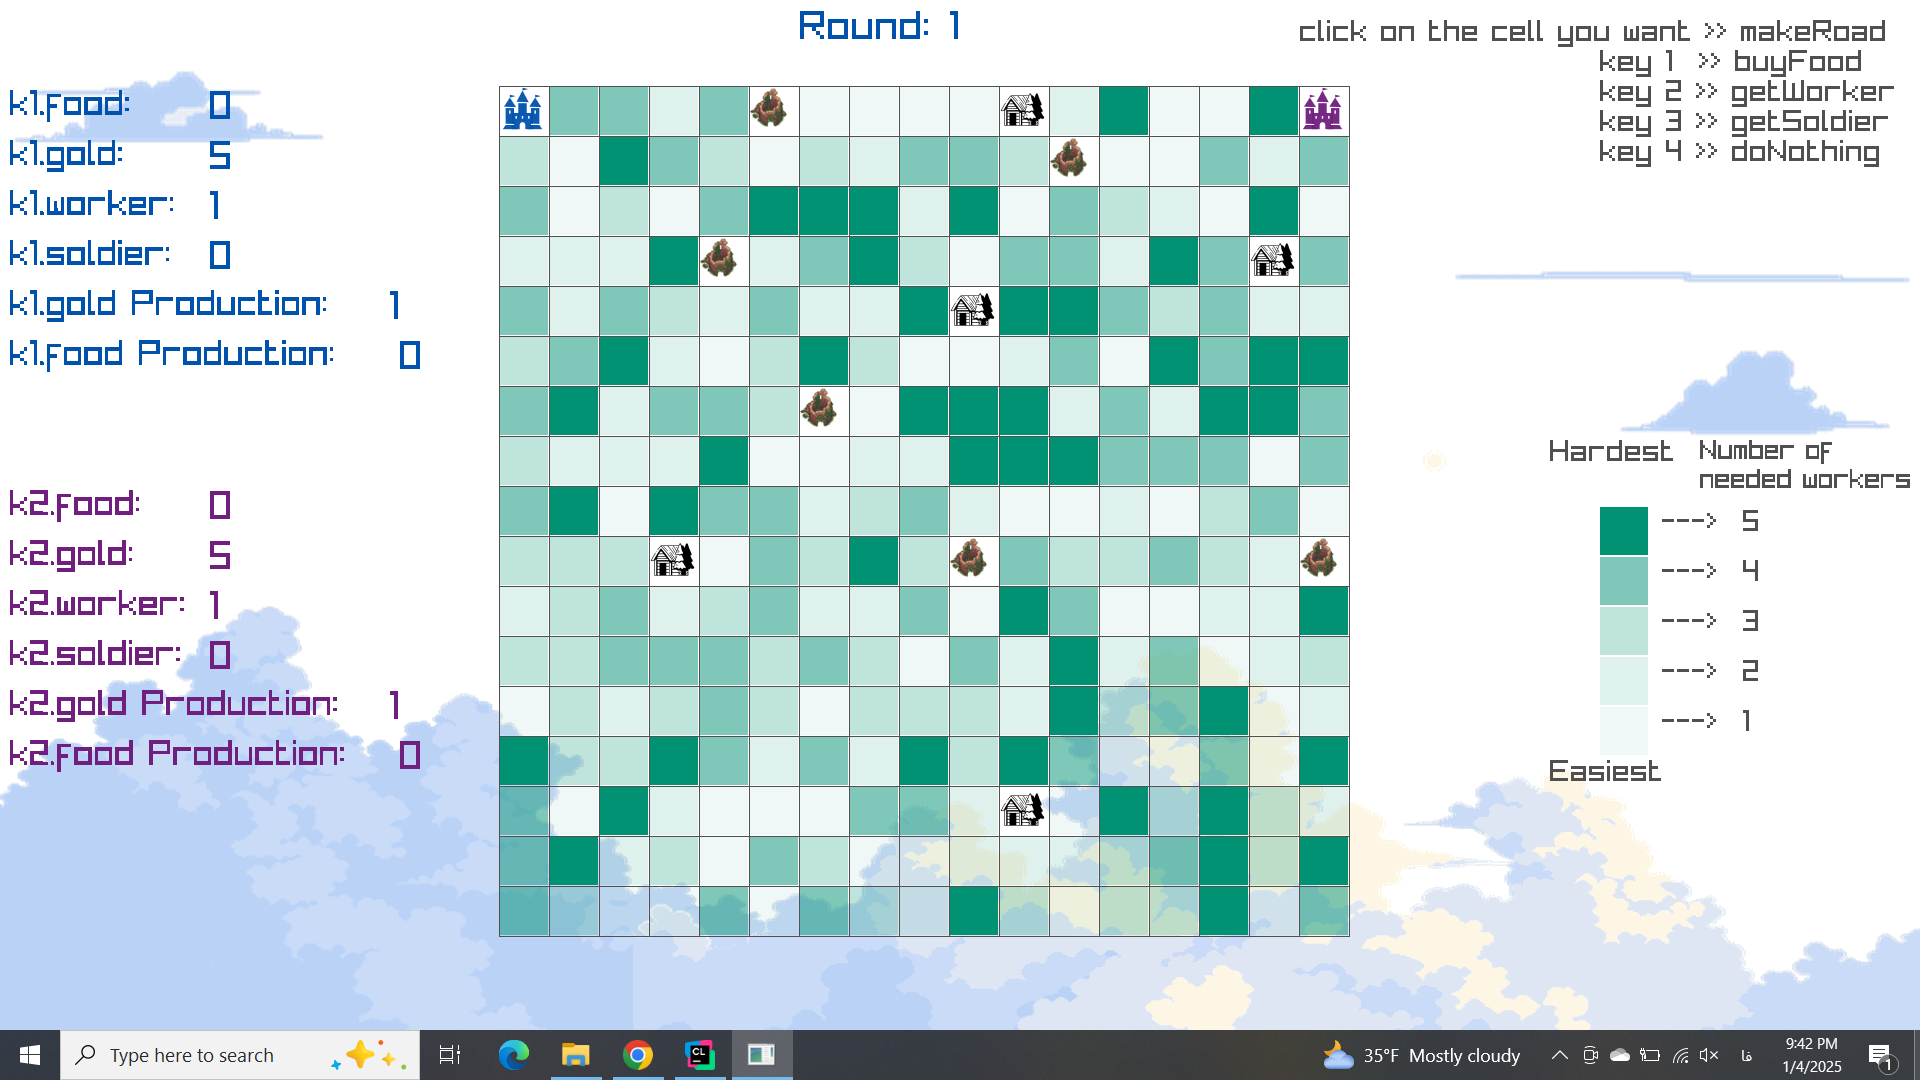 Round: 1
click on the cell you want >> makeRoad
key 1 >> buyFood
key 2 >> getWorker
key 3 >> getSoldier
key 4 >> doNothing
k1.food: 0
k1.gold: 5
k1.worker: 1
k1.soldier: 0
k1.gold Production: 1
k1.food Production: 0
k2.food: 0
k2.gold: 5
k2.worker: 1
k2.soldier: 0
k2.gold Production: 1
k2.food Production: 0
Hardest
Number of
needed workers
---> 5
---> 4
---> 3
---> 2
---> 1
Easiest
Type here to search
CL
35°F Mostly cloudy
فا
9:42 PM
1/4/2025
1